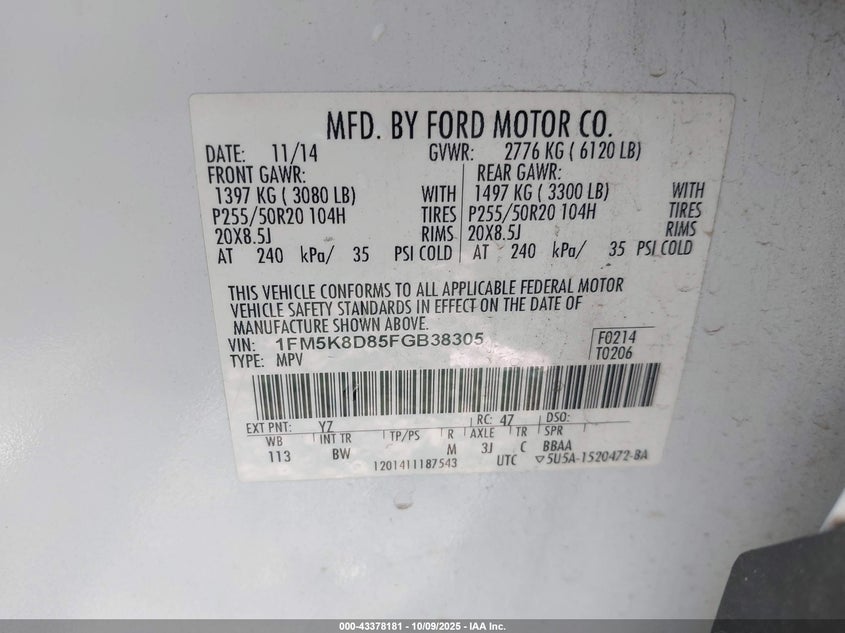 MFD. BY FORD MOTOR CO.
DATE: 11/14 GVWR: 2776 KG ( 6120 LB)
FRONT GAWR: REAR GAWR:
1397 KG ( 3080 LB) WITH 1497 KG ( 3300 LB) WITH
P255/50R20 104H TIRES P255/50R20 104H TIRES
20X8.5J RIMS 20X8.5J RIMS
AT 240 kPa/ 35 PSI COLD AT 240 kPa/ 35 PSI COLD
THIS VEHICLE CONFORMS TO ALL APPLICABLE FEDERAL MOTOR
VEHICLE SAFETY STANDARDS IN EFFECT ON THE DATE OF
MANUFACTURE SHOWN ABOVE.
VIN: 1FM5K8D85FGB38305 F0214
TYPE: MPV T0206
EXT PNT: YZ RC: 47 DSO:
WB INT TR TP/PS R AXLE TR SPR
113 BW M 3J C BBAA
1201411187543 UTC ▽5U5A-1520472-BA
000-43378181 | 10/09/2025 - IAA Inc.